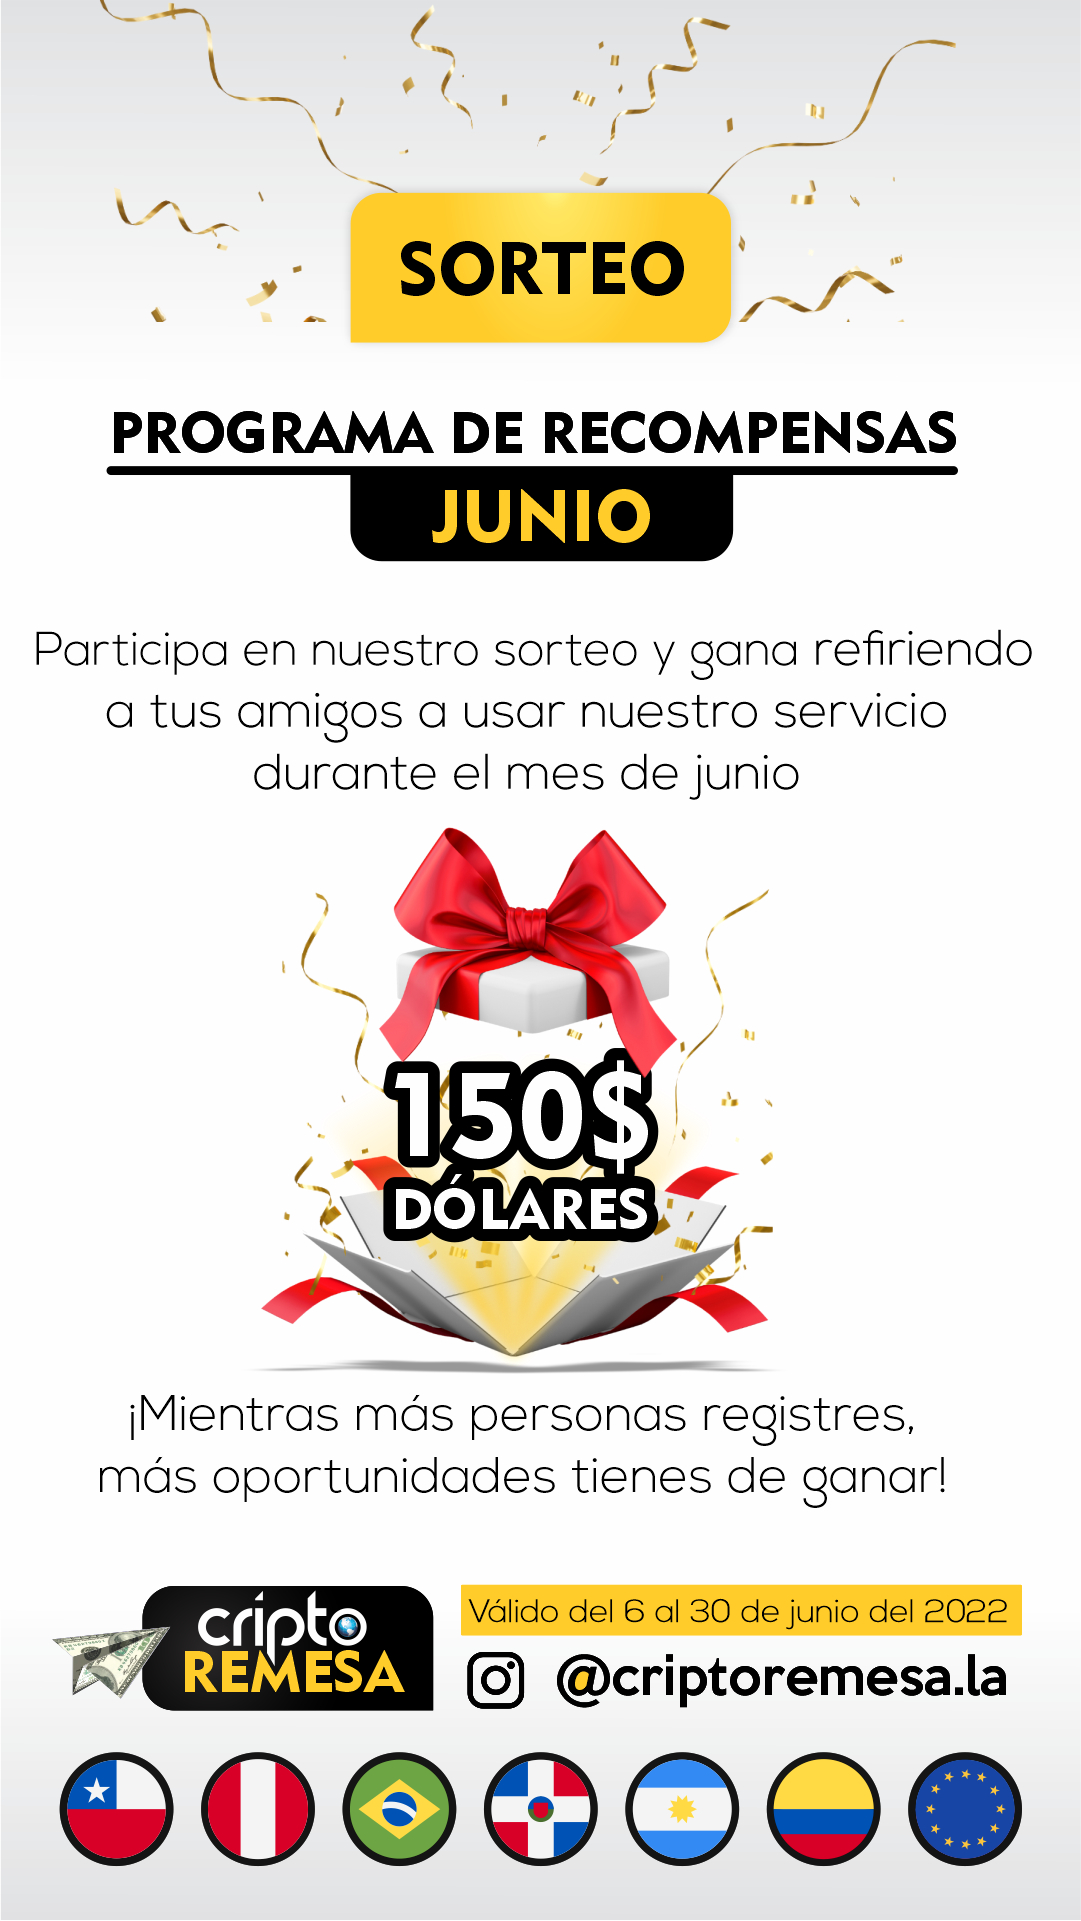 SORTEO
PROGRAMA DE RECOMPENSAS
JUNIO
Participa en nuestro sorteo y gana refiriendo
a tus amigos a usar nuestro servicio
durante el mes de junio
150$
DÓLARES
¡Mientras más personas registres,
más oportunidades tienes de ganar!
cripto
REMESA
Válido del 6 al 30 de junio del 2022
@criptoremesa.la